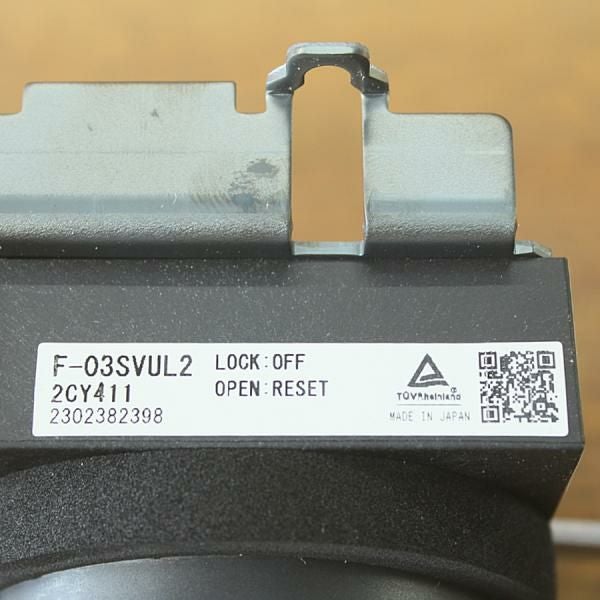 F-03SVUL2
2CY411
2302382398
LOCK:OFF
OPEN:RESET
TÜVRheinland®
MADE IN JAPAN